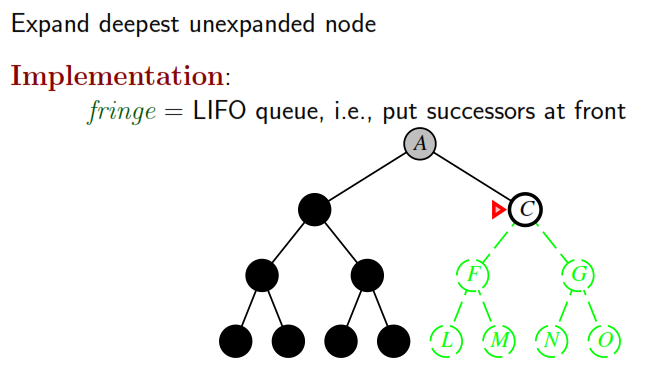 Expand deepest unexpanded node
Implementation:
fringe = LIFO queue, i.e., put successors at front
A
C
F G
L M N O